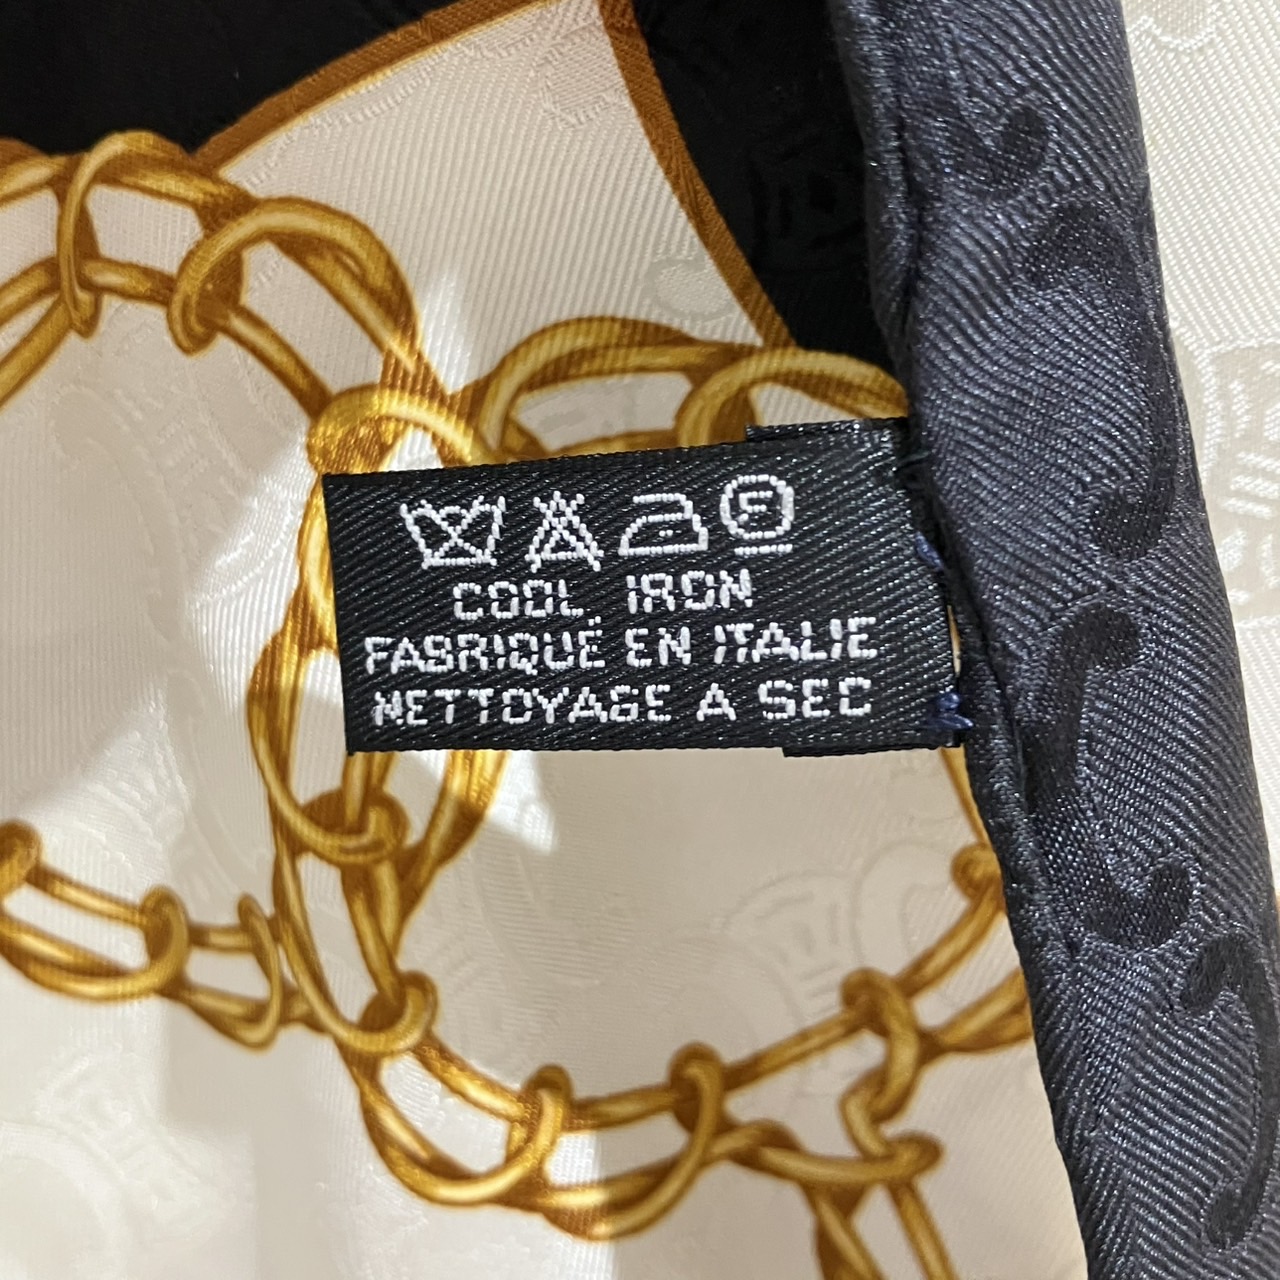 F
COOL IRON
FABRIQUÉ EN ITALIE
NETTOYAGE A SEC